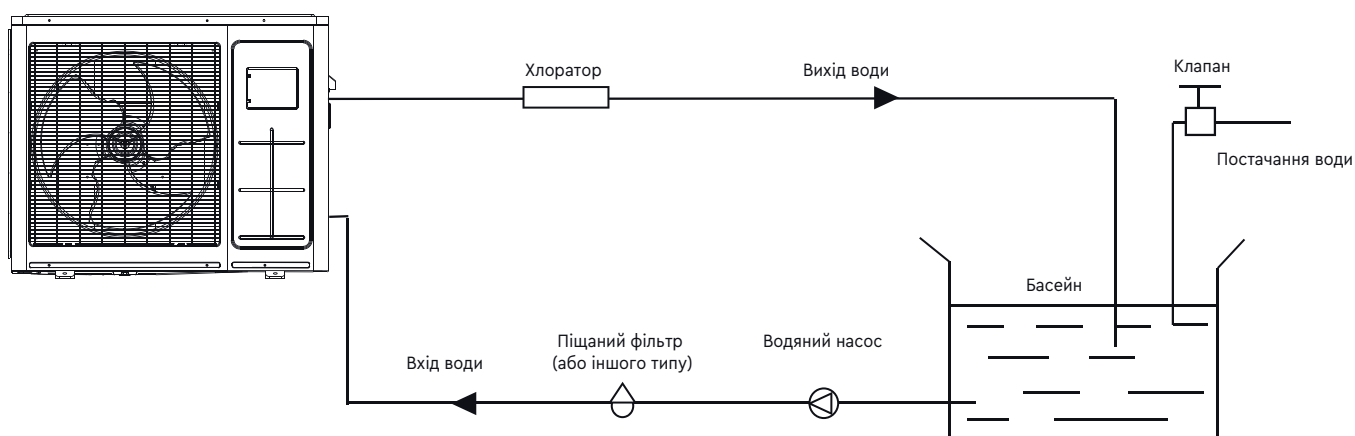 Хлоратор
Вихід води
Клапан
Постачання води
Басейн
Піщаний фільтр
(або іншого типу)
Водяний насос
Вхід води